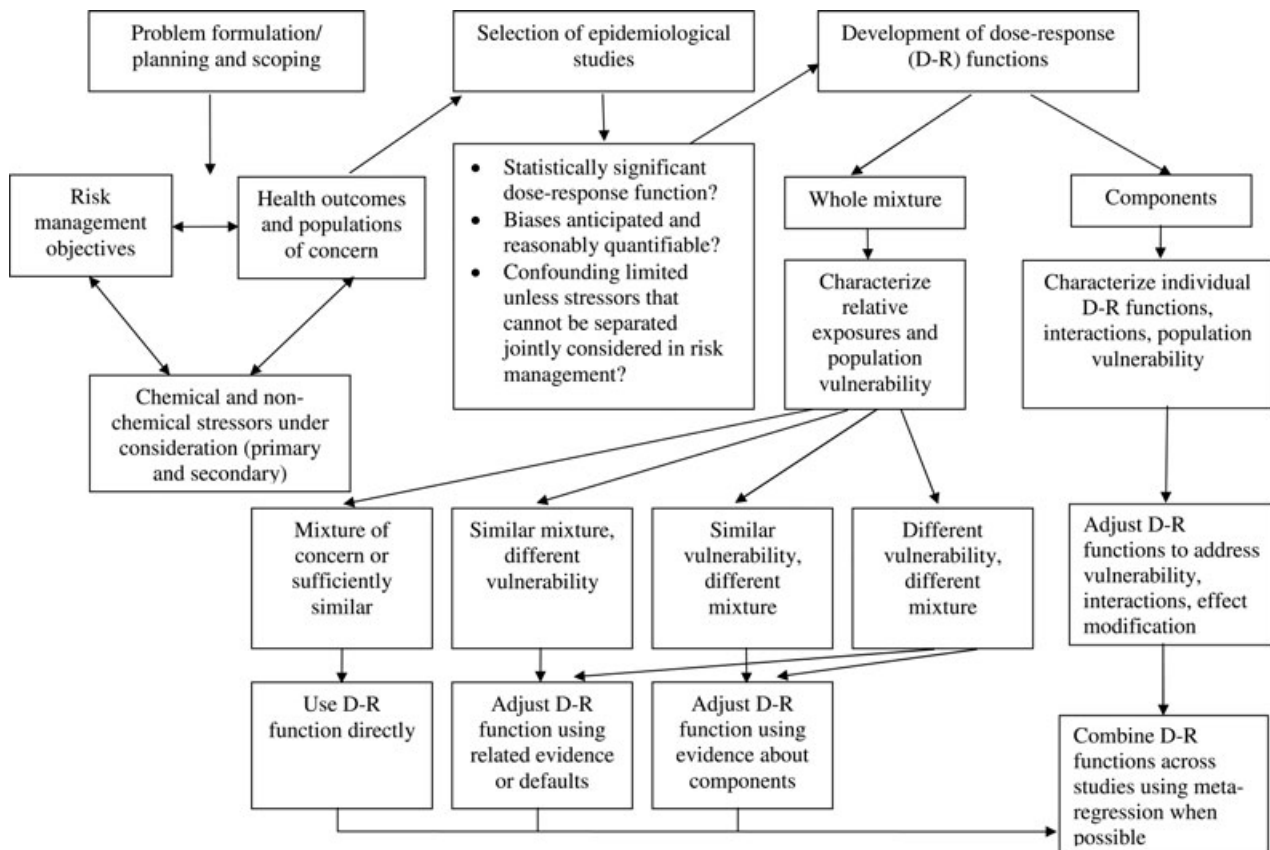 Problem formulation/
planning and scoping
Selection of epidemiological
studies
Development of dose-response
(D-R) functions
Risk
management
objectives
Health outcomes
and populations
of concern
Chemical and non-
chemical stressors under
consideration (primary
and secondary)
• Statistically significant
dose-response function?
• Biases anticipated and
reasonably quantifiable?
• Confounding limited
unless stressors that
cannot be separated
jointly considered in risk
management?
Whole mixture
Components
Characterize
relative
exposures and
population
vulnerability
Characterize individual
D-R functions,
interactions, population
vulnerability
Mixture of
concern or
sufficiently
similar
Similar mixture,
different
vulnerability
Similar
vulnerability,
different
mixture
Different
vulnerability,
different
mixture
Adjust D-R
functions to address
vulnerability,
interactions, effect
modification
Use D-R
function directly
Adjust D-R
function using
related evidence
or defaults
Adjust D-R
function using
evidence about
components
Combine D-R
functions across
studies using meta-
regression when
possible